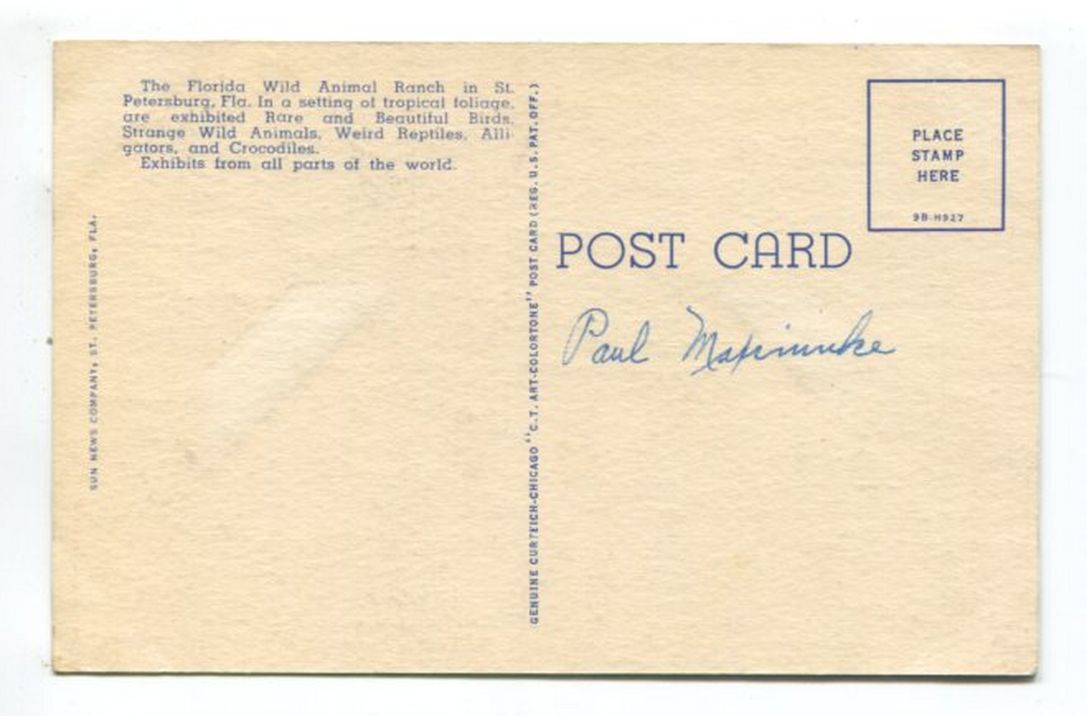 The Florida Wild Animal Ranch in St.
Petersburg, Fla. In a setting of tropical foliage,
are exhibited Rare and Beautiful Birds,
Strange Wild Animals, Weird Reptiles, Alli-
gators, and Crocodiles.
Exhibits from all parts of the world.
SUN NEWS COMPANY, ST. PETERSBURG, FLA.
GENUINE CURTEICH-CHICAGO "C.T. ART-COLORTONE" POST CARD (REG. U.S. PAT. OFF.)
PLACE
STAMP
HERE
9B-H927
POST CARD
Paul